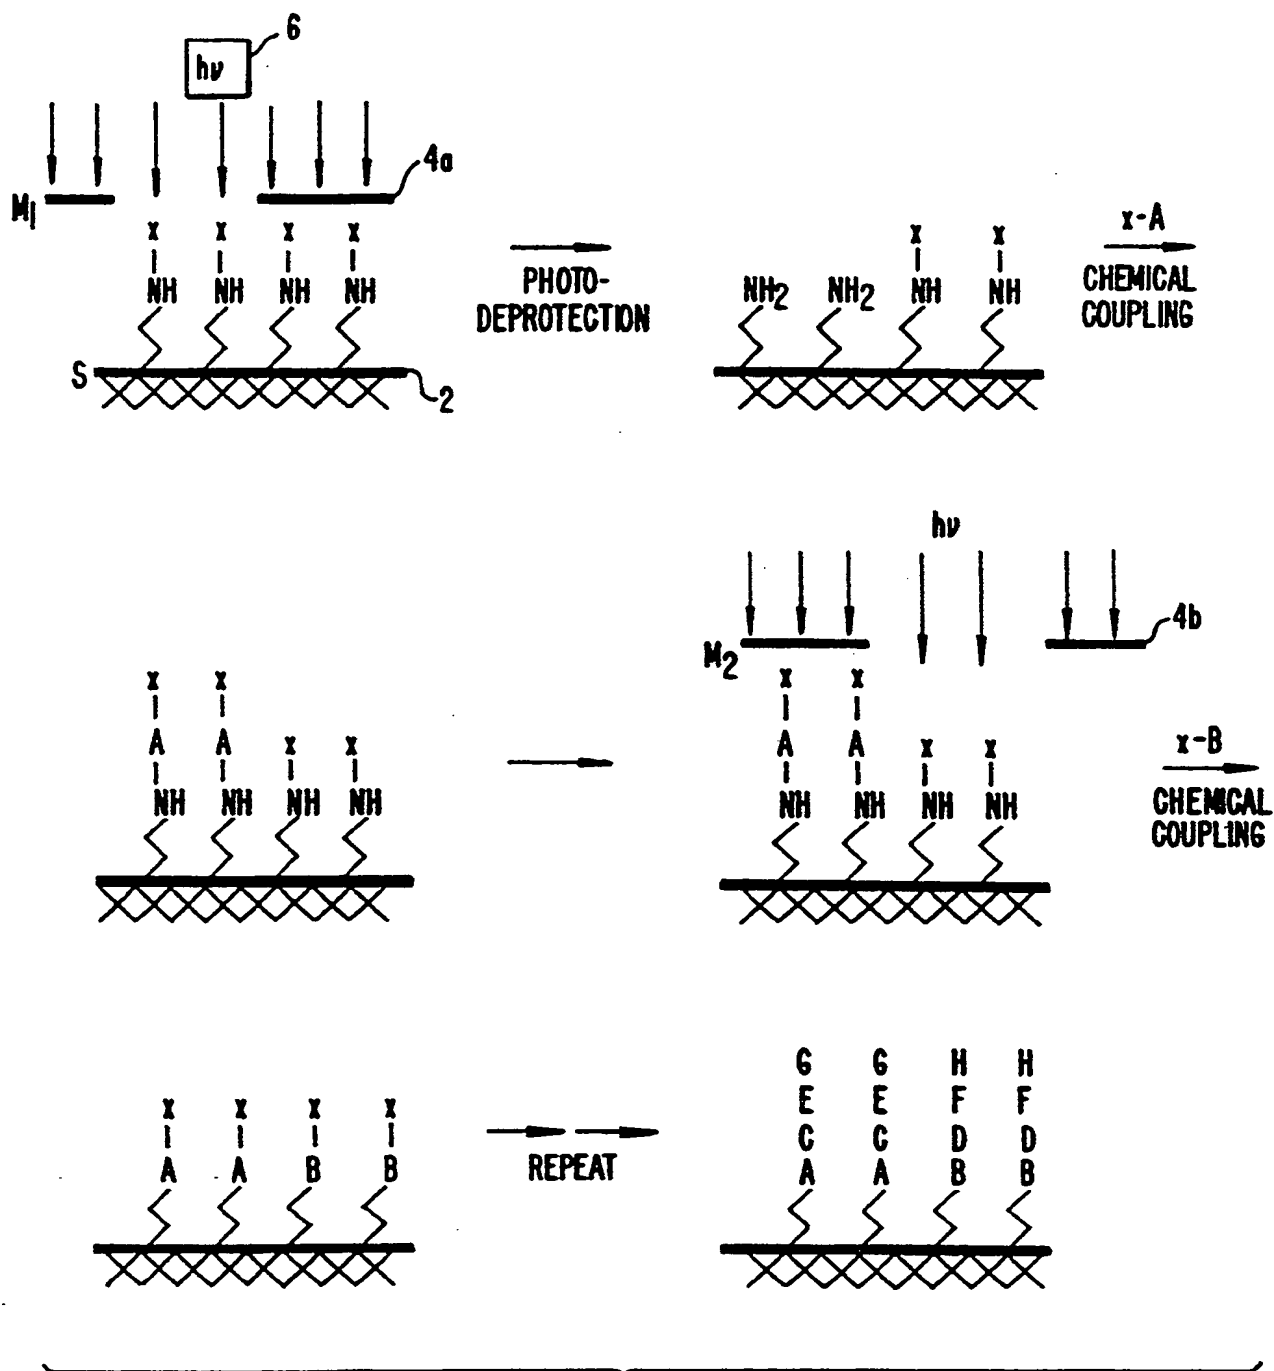 6
hν
4a
M1
x x x x
NH NH NH NH
S
2
PHOTO-
DEPROTECTION
x x
NH2 NH2 NH NH
x-A
CHEMICAL
COUPLING
x x
A A x x
NH NH NH NH
hν
4b
M2
x x
A A x x
NH NH NH NH
x-B
CHEMICAL
COUPLING
x x x x
A A B B
REPEAT
G G H H
E E F F
C C D D
A A B B